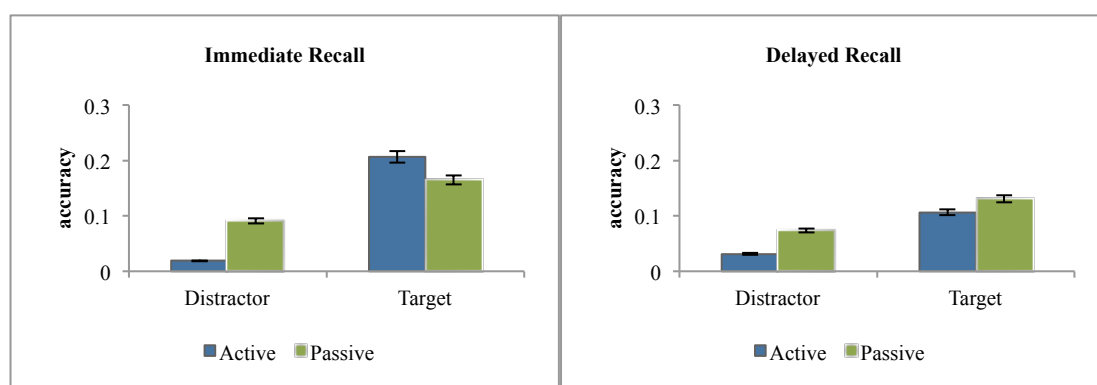 Immediate Recall
accuracy
0.3
0.2
0.1
0
Distractor Target
Active Passive
Delayed Recall
accuracy
0.3
0.2
0.1
0
Distractor Target
Active Passive